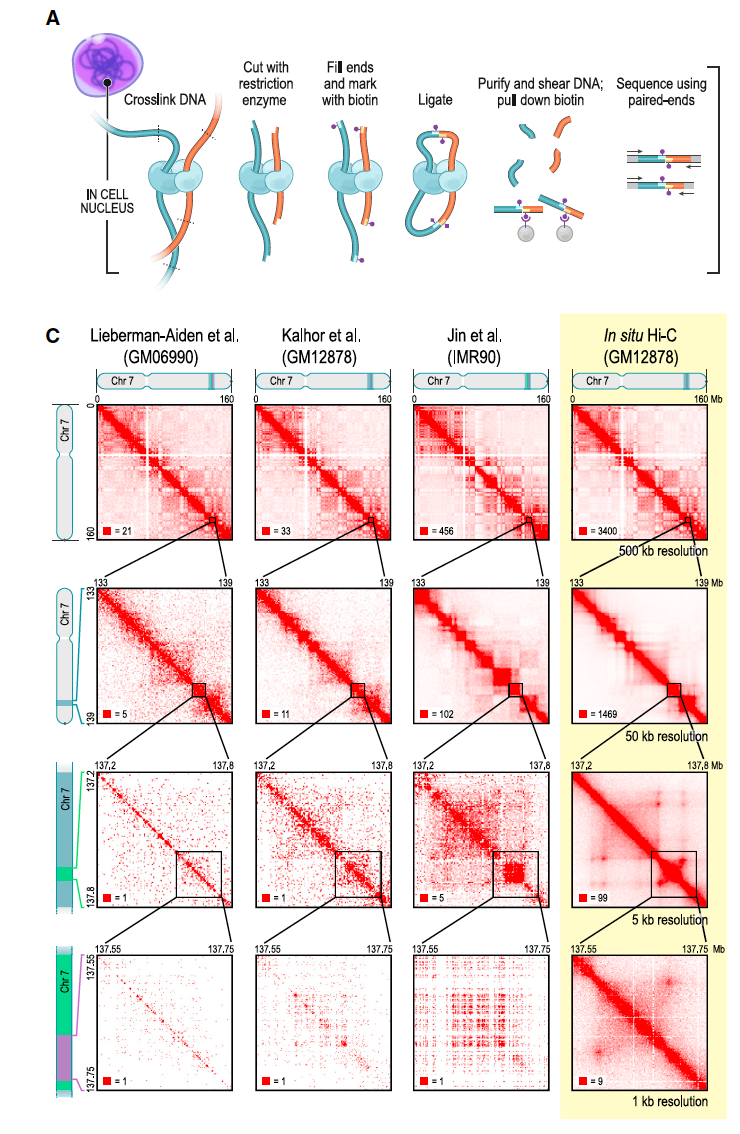 A
Crosslink DNA
Cut with
restriction
enzyme
Fill ends
and mark
with biotin
Ligate
Purify and shear DNA;
pull down biotin
Sequence using
paired-ends
IN CELL
NUCLEUS
C
Lieberman-Aiden et al.
(GM06990)
Kalhor et al.
(GM12878)
Jin et al.
(IMR90)
In situ Hi-C
(GM12878)
Chr 7
Chr 7
Chr 7
Chr 7
0 160
0 160
0 160
0 160 Mb
Chr 7
0
160
= 21
= 33
= 456
= 3400
500 kb resolution
133 139
133 139
133 139
133 139 Mb
Chr 7
133
139
= 5
= 11
= 102
= 1469
50 kb resolution
137.2 137.8
137.2 137.8
137.2 137.8
137.2 137.8 Mb
Chr 7
137.2
137.8
= 1
= 1
= 5
= 99
5 kb resolution
137.55 137.75
137.55 137.75
137.55 137.75
137.55 137.75 Mb
Chr 7
137.55
137.75
= 1
= 1
= 1
= 9
1 kb resolution